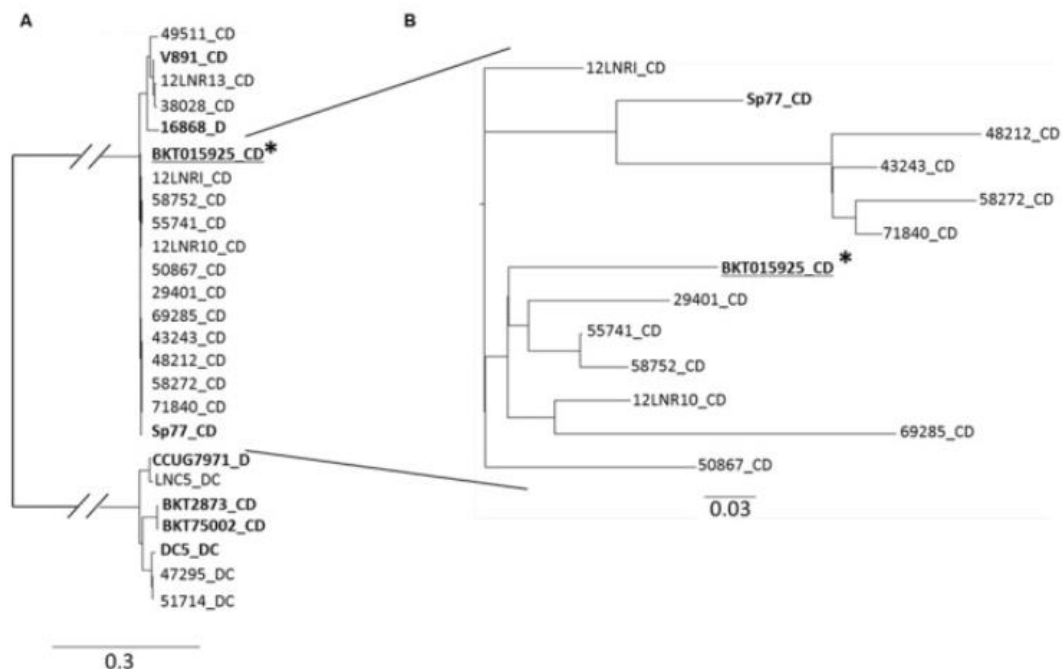 A
49511_CD
V891_CD
12LNR13_CD
38028_CD
16868_D
BKT015925_CD*
12LNRI_CD
58752_CD
55741_CD
12LNR10_CD
50867_CD
29401_CD
69285_CD
43243_CD
48212_CD
58272_CD
71840_CD
Sp77_CD
CCUG7971_D
LNC5_DC
BKT2873_CD
BKT75002_CD
DC5_DC
47295_DC
51714_DC
0.3
B
12LNRI_CD
Sp77_CD
48212_CD
43243_CD
58272_CD
71840_CD
BKT015925_CD *
29401_CD
55741_CD
58752_CD
12LNR10_CD
69285_CD
50867_CD
0.03